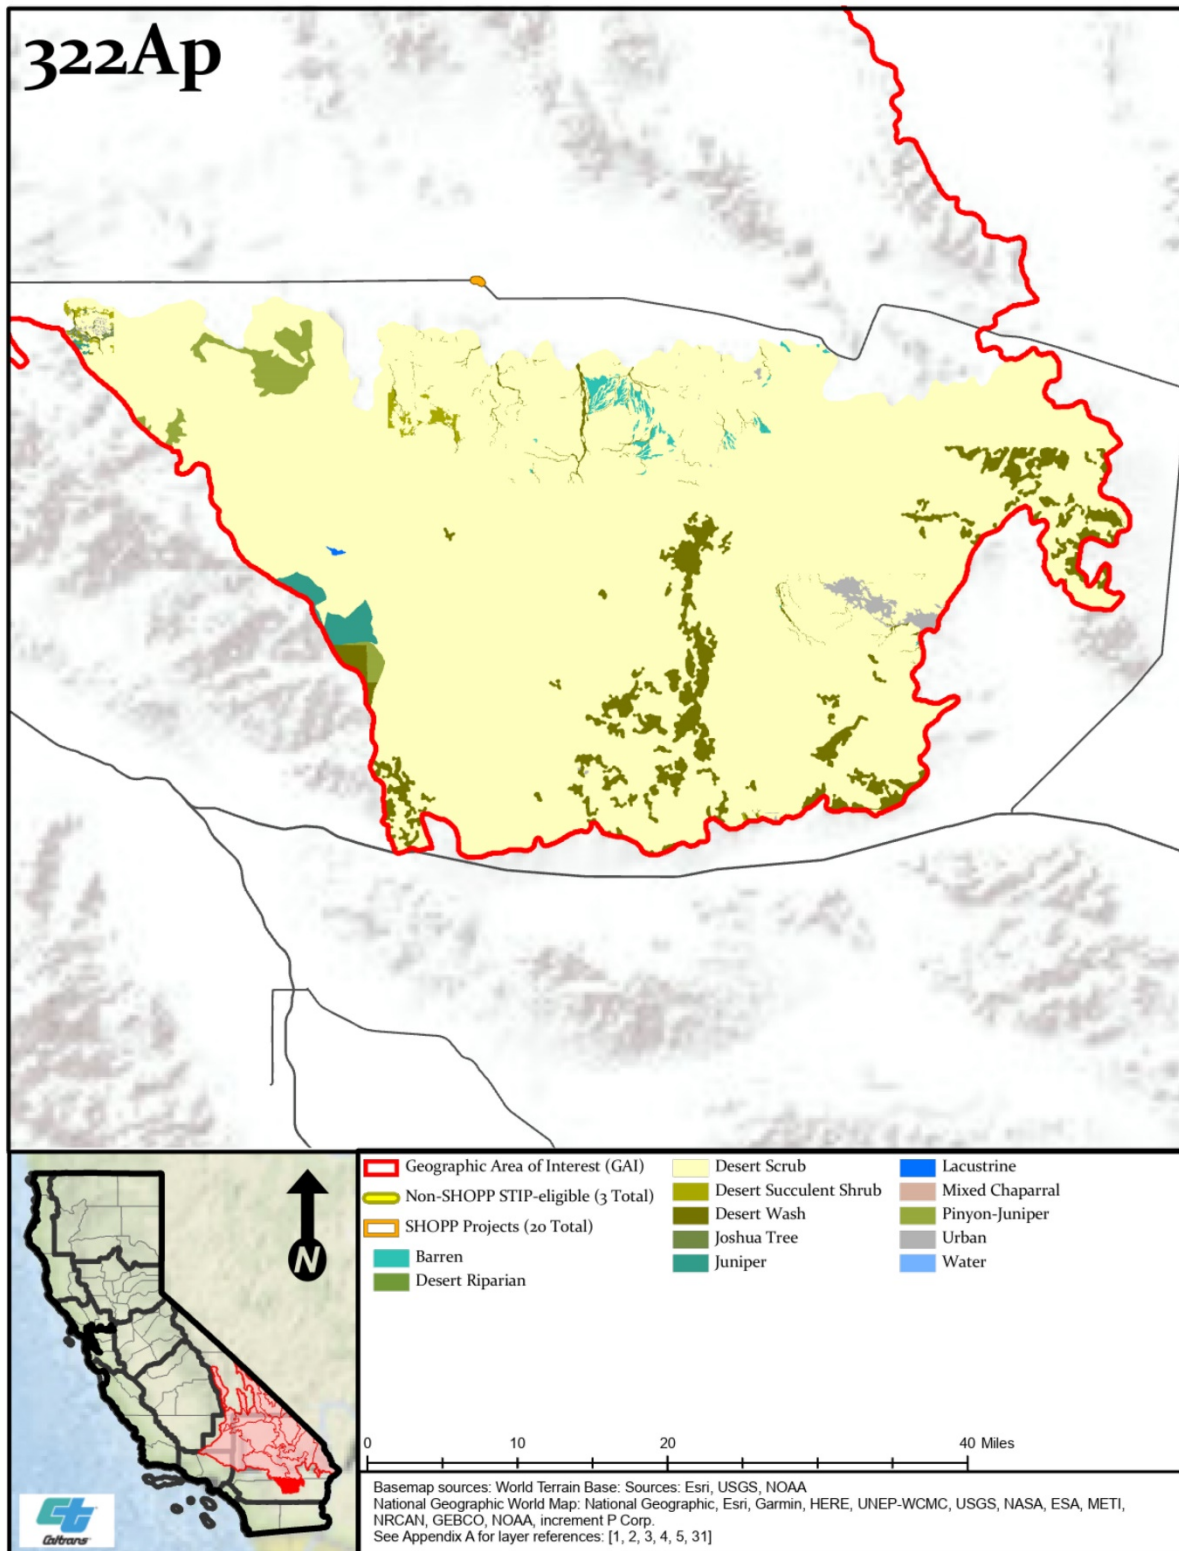 322Ap
Geographic Area of Interest (GAI)
Non-SHOPP STIP-eligible (3 Total)
SHOPP Projects (20 Total)
Barren
Desert Riparian
Desert Scrub
Desert Succulent Shrub
Desert Wash
Joshua Tree
Juniper
Lacustrine
Mixed Chaparral
Pinyon-Juniper
Urban
Water
N
0 10 20 40 Miles
Basemap sources: World Terrain Base: Sources: Esri, USGS, NOAA
National Geographic World Map: National Geographic, Esri, Garmin, HERE, UNEP-WCMC, USGS, NASA, ESA, METI,
NRCAN, GEBCO, NOAA, increment P Corp.
See Appendix A for layer references: [1, 2, 3, 4, 5, 31]
ct
Caltrans